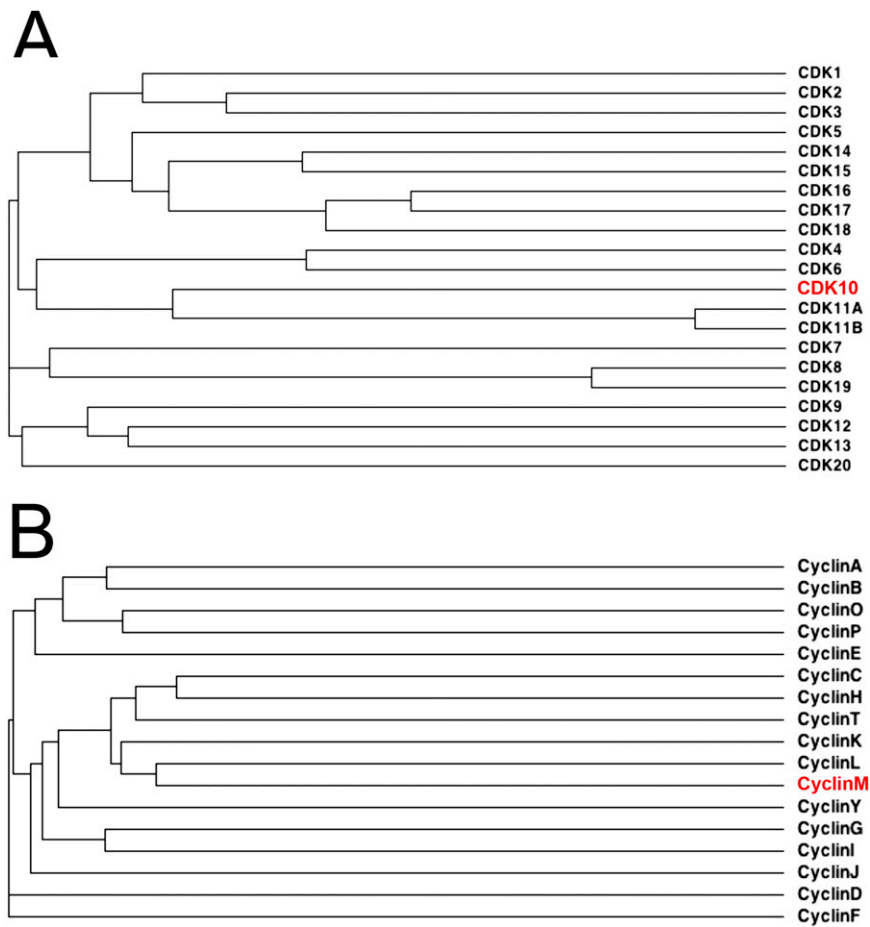 A
CDK1
CDK2
CDK3
CDK5
CDK14
CDK15
CDK16
CDK17
CDK18
CDK4
CDK6
CDK10
CDK11A
CDK11B
CDK7
CDK8
CDK19
CDK9
CDK12
CDK13
CDK20
B
CyclinA
CyclinB
CyclinO
CyclinP
CyclinE
CyclinC
CyclinH
CyclinT
CyclinK
CyclinL
CyclinM
CyclinY
CyclinG
CyclinI
CyclinJ
CyclinD
CyclinF